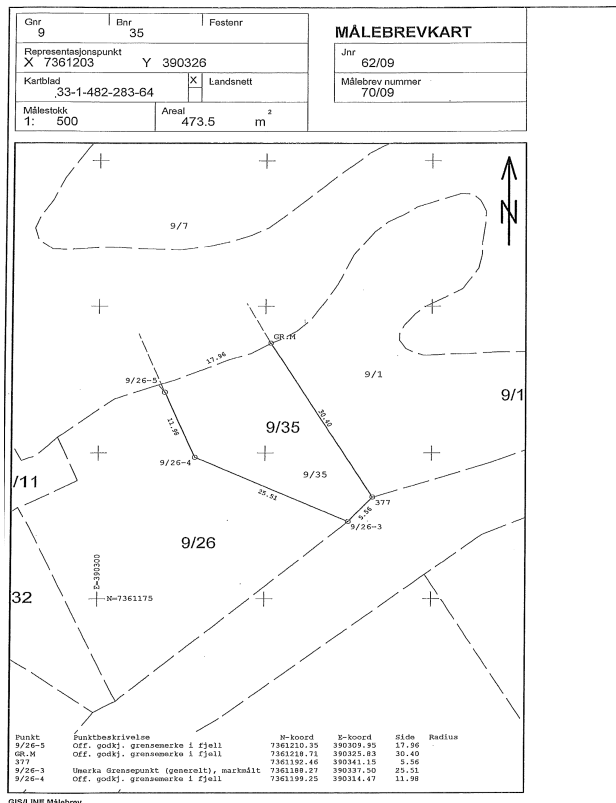 Gnr Bnr Festenr
9 35
MÅLEBREVKART
Representasjonspunkt
X 7361203 Y 390326
Jnr
62/09
Kartblad X Landsnett
33-1-482-283-64
Målebrev nummer
70/09
Målestokk Areal
1: 500 473.5 m²
N
9/7
GR.M
17.96
9/26-5
9/1
9/1
11.98
30.40
9/35
9/26-4
9/35
/11
25.51
377
5.56
9/26-3
9/26
E=390300
32
N=7361175
Punkt Punktbeskrivelse N-koord E-koord Side Radius
9/26-5 Off. godkj. grensemerke i fjell 7361210.35 390309.95 17.96
GR.M Off. godkj. grensemerke i fjell 7361218.71 390325.83 30.40
377 7361192.46 390341.15 5.56
9/26-3 Umerka Grensepunkt (generelt), markmålt 7361188.27 390337.50 25.51
9/26-4 Off. godkj. grensemerke i fjell 7361199.25 390314.47 11.98
GIS/LINE Målebrev